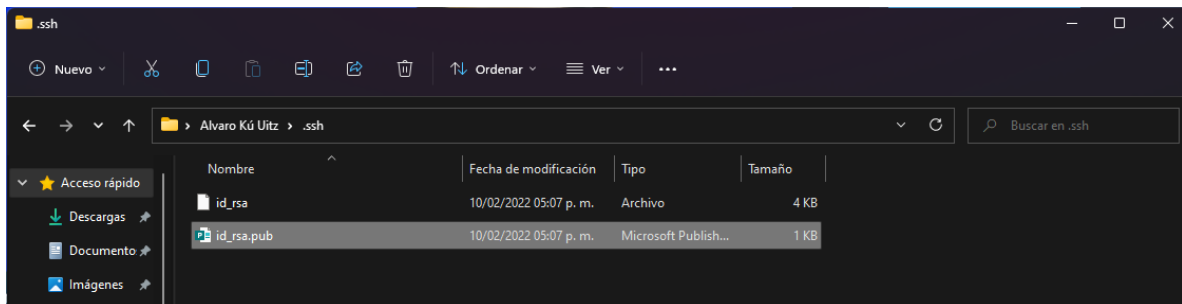 .ssh
Nuevo
Ordenar
Ver
Alvaro Kú Uitz > .ssh
Buscar en .ssh
Acceso rápido
Descargas
Documento
Imágenes
Nombre Fecha de modificación Tipo Tamaño
id_rsa 10/02/2022 05:07 p. m. Archivo 4 KB
id_rsa.pub 10/02/2022 05:07 p. m. Microsoft Publish... 1 KB